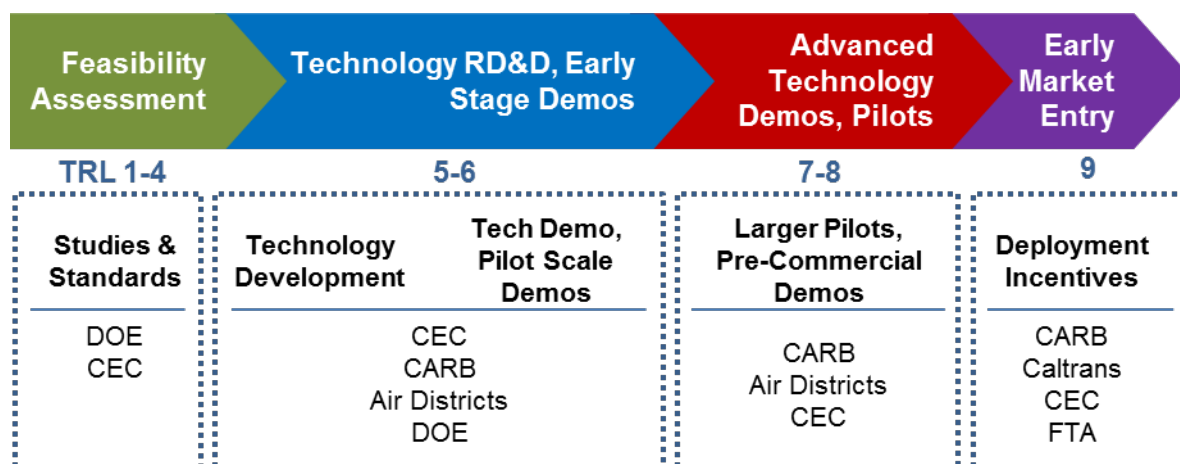 Feasibility
Assessment
Technology RD&D, Early
Stage Demos
Advanced
Technology
Demos, Pilots
Early
Market
Entry
TRL 1-4
5-6
7-8
9
Studies &
Standards
DOE
CEC
Technology
Development
Tech Demo,
Pilot Scale
Demos
CEC
CARB
Air Districts
DOE
Larger Pilots,
Pre-Commercial
Demos
CARB
Air Districts
CEC
Deployment
Incentives
CARB
Caltrans
CEC
FTA